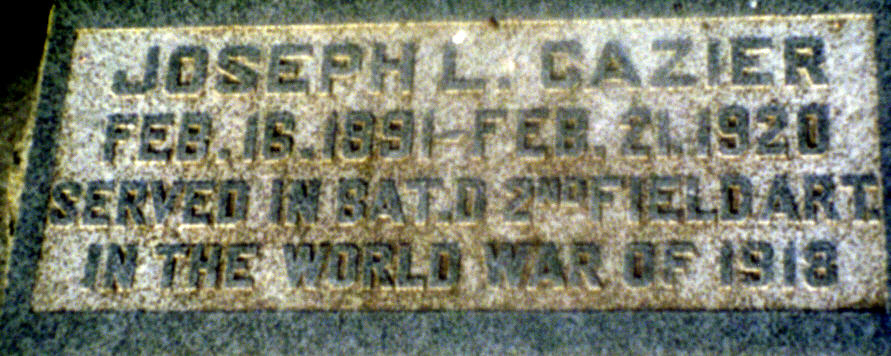 JOSEPH L. CAZIER
FEB. 16. 1891-FEB. 21. 1920
SERVED IN BAT. D 2ND FIELD ART.
IN THE WORLD WAR OF 1918